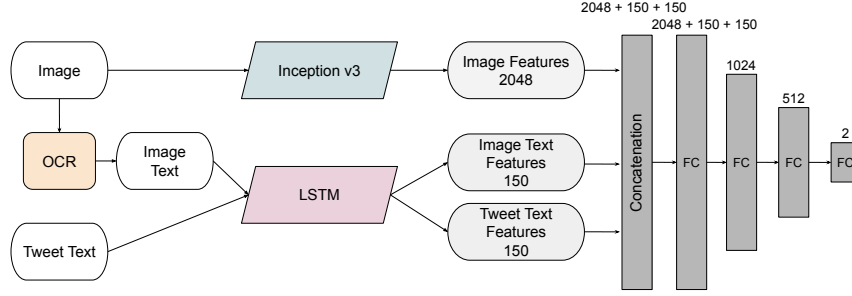 2048 + 150 + 150
2048 + 150 + 150
1024
512
2
Image
Inception v3
Image Features
2048
OCR
Image
Text
LSTM
Image Text
Features
150
Tweet Text
Tweet Text
Features
150
Concatenation
FC
FC
FC
FC